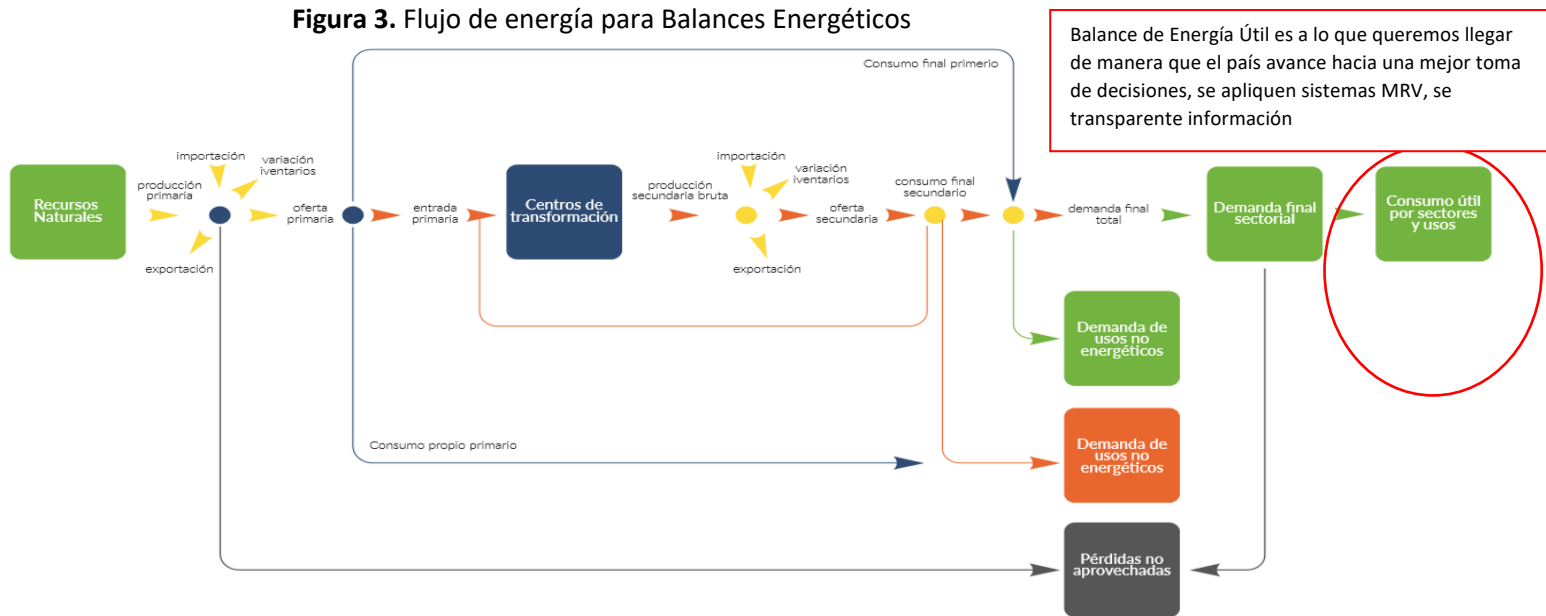 Figura 3. Flujo de energía para Balances Energéticos
Balance de Energía Útil es a lo que queremos llegar
de manera que el país avance hacia una mejor toma
de decisiones, se apliquen sistemas MRV, se
transparente información
Consumo final primerio
Recursos
Naturales
producción
primaria
importación
variación
iventarios
exportación
oferta
primaria
entrada
primaria
Centros de
transformación
producción
secundaria bruta
importación
variación
iventarios
exportación
oferta
secundaria
consumo final
secundario
demanda final
total
Demanda final
sectorial
Consumo útil
por sectores
y usos
Demanda de
usos no
energéticos
Consumo propio primario
Demanda de
usos no
energéticos
Pérdidas no
aprovechadas